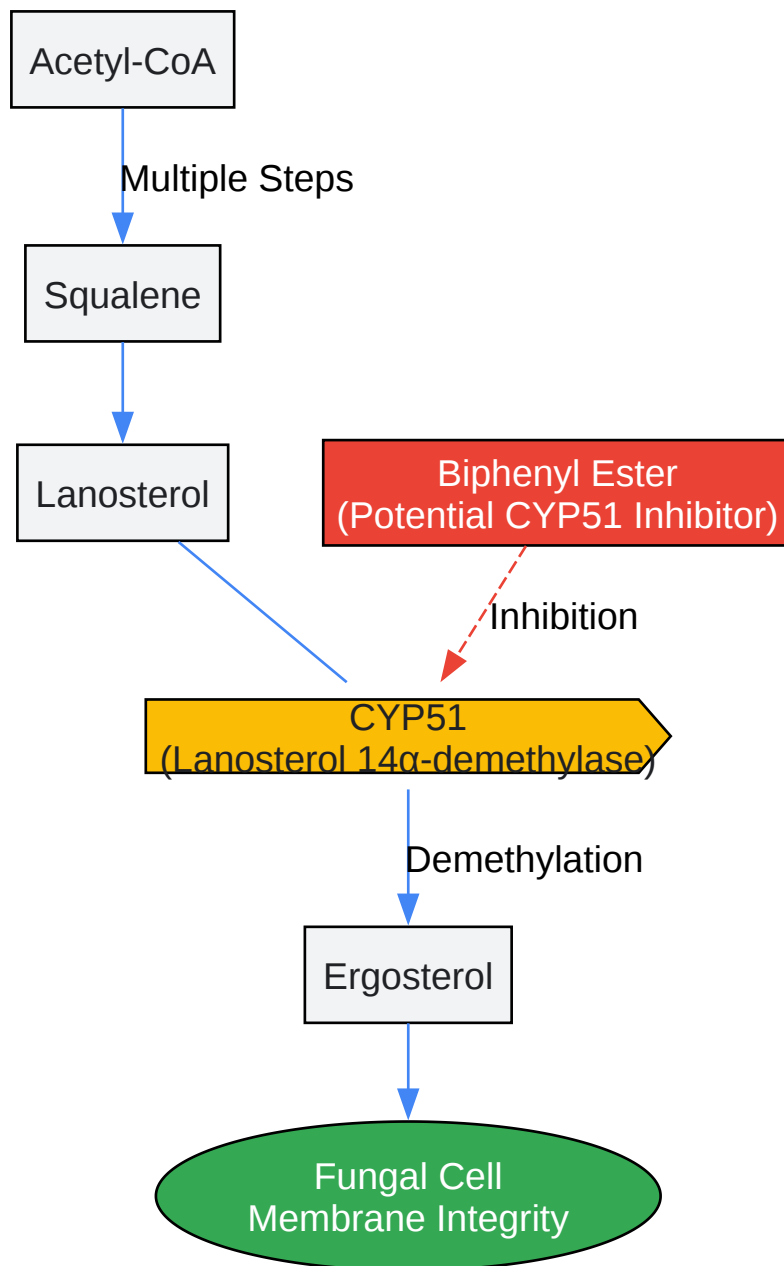 Acetyl-CoA
Multiple Steps
Squalene
Lanosterol
Biphenyl Ester
(Potential CYP51 Inhibitor)
Inhibition
CYP51
(Lanosterol 14α-demethylase)
Demethylation
Ergosterol
Fungal Cell
Membrane Integrity